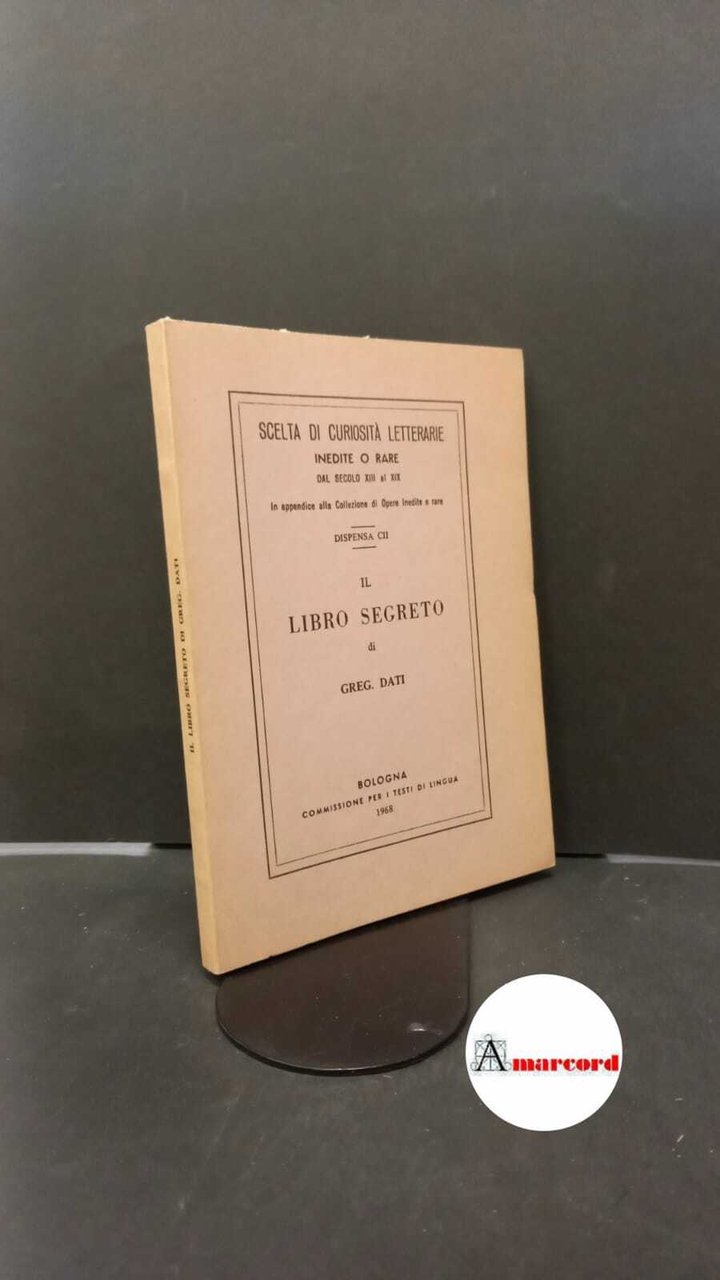 SCELTA DI CURIOSITÀ LETTERARIE
INEDITE O RARE
DAL SECOLO XIII al XIX
In appendice alla Collezione di Opere Inedite e rare
DISPENSA CII
IL
LIBRO SEGRETO
di
GREG. DATI
BOLOGNA
COMMISSIONE PER I TESTI DI LINGUA
1968
IL LIBRO SEGRETO DI GREG. DATI
Amarcord